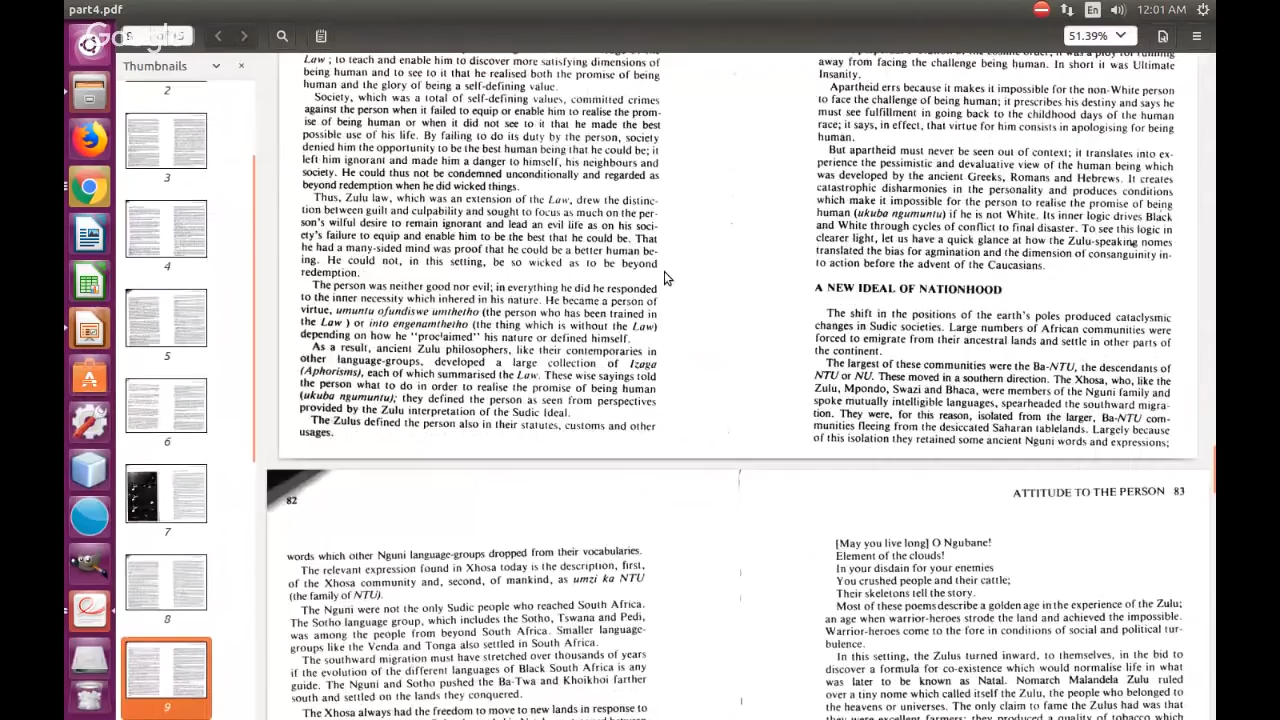 part4.pdf
En
12:01 AM
Google
51.39%
Thumbnails
2
3
4
5
6
7
8
9
Law ; to teach and enable him to discover more satisfying dimensions of
being human and to see to it that he realised both the promise of being
human and the glory of being a self-defining value.
Society, which was a total of self-defining values, committed crimes
against the person when it failed to equip or enable him to realise the prom-
ise of being human or when it did not see to it that he made the best
possible use of his life. By failing to do its duty by the person, society
denied him the opportunity to be the best human being that he could be; it
left him ignorant and made him a danger to himself, his neighbours and
society. He could thus not be condemned unconditionally and regarded as
beyond redemption when he did wicked things.
Thus, Zulu law, which was an extension of the Law drew the distinc-
tion between guilt and culpability and sought to focus as much on the per-
son's wilful desire to remain ignorant and lead an evil life as on his soci-
ety's failure to equip and enable him to be the best that he could be. That
he had a many-sided mind was proof that he could be a better human be-
ing. He could not, in this setting, be so wicked as to be beyond
redemption.
The person was neither good nor evil; in everything he did he responded
to the inner necessity which inhered in his nature. He became a person of
virtue, umuntu ofundiswe umthetho (the person who had been trained in
the Law ) or into engenamthetho (the thing which defied the Law)
depending on how he "proclaimed" his nature or defined himself.
As a result, ancient Zulu philosophers, like their contemporaries in
other language-groups, developed a large collection of Izaga
(Aphorisms), each of which summarised the Law. These wise sayings told
the person what to do in order to realise the promise of being human
(ukuba ngumuntu); they defined the person as seen from perspectives
provided by the Zulu interpretation of the Sudic Ideal.
The Zulus defined the person also in their statutes, customs and other
usages.
away from facing the challenge being human. In short it was Ultimate
Insanity.
Apartheid errs because it makes it impossible for the non-White person
to face the challenge of being human; it prescribes his destiny and says he
must see fulfillment in going back to the childhood days of the human
race; it says, in effect, that virtue for him consists in apologising for being
human.
But apartheid must never be seen out of context; it translates into ex-
perience the pessimistic and devaluative view of the human being which
was developed by the ancient Greeks, Romans and Hebrews. It creates
catastrophic disharmonies in the personality and produces conditions
which make it impossible for the person to realise the promise of being
human (ukuba ngumuntu) if he is not white. Its inner logic drives Black
and White through cycles of conflict to final disaster. To see this logic in
clearer light, let us have a quick glance at how the Zulu-speaking nomes
translated the bias for agmination and the dimension of consanguinity in-
to action before the advent of the Caucasians.
A NEW IDEAL OF NATIONHOOD
The shift in the positions of the earth's poles produced cataclysmic
changes in some societies. Large numbers of African communities were
forced to emigrate from their ancestral lands and settle in other parts of
the continent.
The largest of these communities were the Ba-NTU, the descendants of
NTU or NU. These moved in a southern direction. The Xhosa, who, like the
Zulu, Mpondo, Swazi and Bhaca, were members of the Nguni family and
spoke mutually intelligible languages, spearheaded the southward migra-
tion. They were, for this reason, isolated from the larger, Ba-NTU com-
munities fleeing from the desiccated Saharan tablelands. Largely because
of this isolation they retained some ancient Nguni words and expressions;
82
words which other Nguni language-groups dropped from their vocabularies.
The relevant expression found in Xhosa today is the description, first,
of the Xhosa community and, second, of mankind, as umzi ka NTU
(the family of NTU).
The Nguni were not the only Sudic people who reached South Africa.
The Sotho language group, which includes the Sotho, Tswana and Pedi,
was among the people from beyond South Africa. Smaller language-
groups like the Venda and Tonga also settled in South Africa.
The southward migration must have stretched over thousands of years
if the evolution of the different languages of Black South Africa is any
guide. The Nguni and Sotho pushed the Ba-Twa and Khoikhoi farther
south and settled on the lands they conquered.
The Xhosa always had the freedom to move to new lands in response to
ATTITUDE TO THE PERSON 83
[May you live long] O Ngubane!
Element of the clouds!
In your disdain for your enemies
You crushed people and their cattle;
generations tell the story.
Most of these poems describe a golden age in the experience of the Zulu;
an age when warrior-heroes strode the land and achieved the impossible.
Warrior-heroes come to the fore in conditions of social and political tur-
bulence.
In this setting, the Zulus turned inward, to themselves, in the bid to
discover a formula for co-existence which would normalise life in what
was later to be known as Natal. Nomarch Malandela Zulu ruled
over a tiny nome which called itself the Zulu, the people who belonged to
the heavens or universes. The only claim to fame the Zulus had was that
they were excellent farmers; they produced a quality of tobacco which